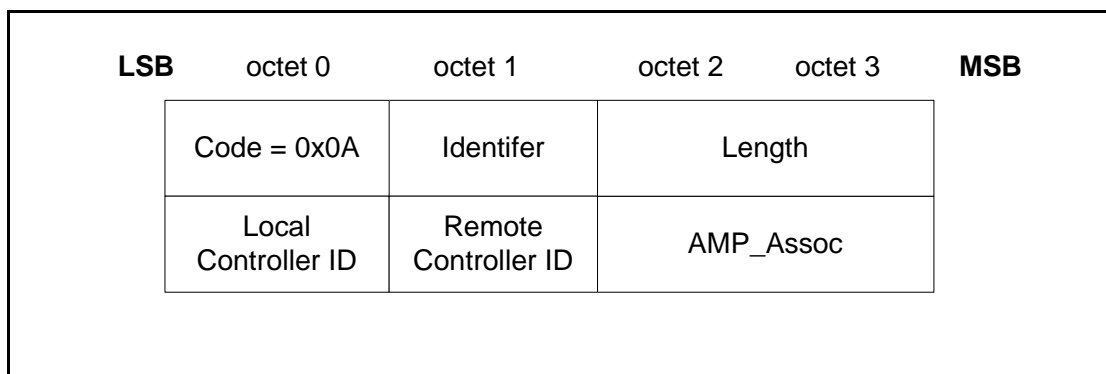 LSB octet 0 octet 1 octet 2 octet 3 MSB
Code = 0x0A Identifer Length
Local Controller ID Remote Controller ID AMP_Assoc